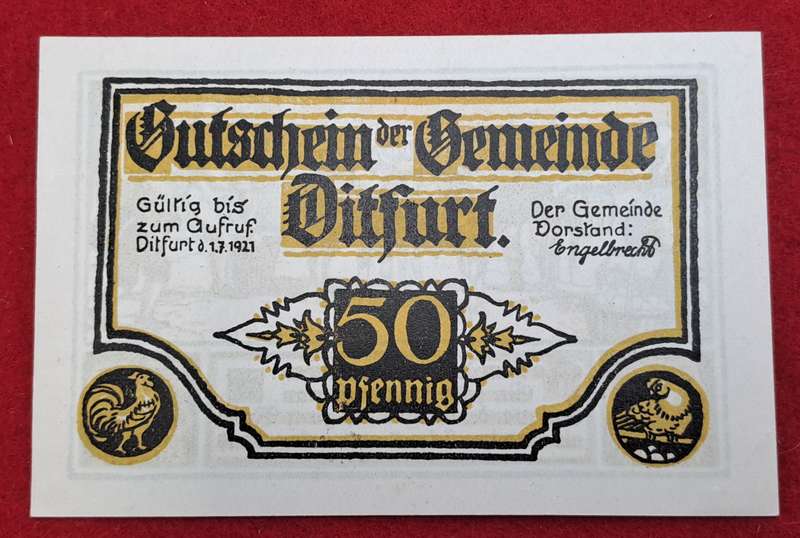 Gutschein der Gemeinde
Ditfurt.
Gültig bis
zum Aufruf.
Ditfurt d. 1.7.1921
Der Gemeinde
Vorstand:
Engelbrecht
50
Pfennig